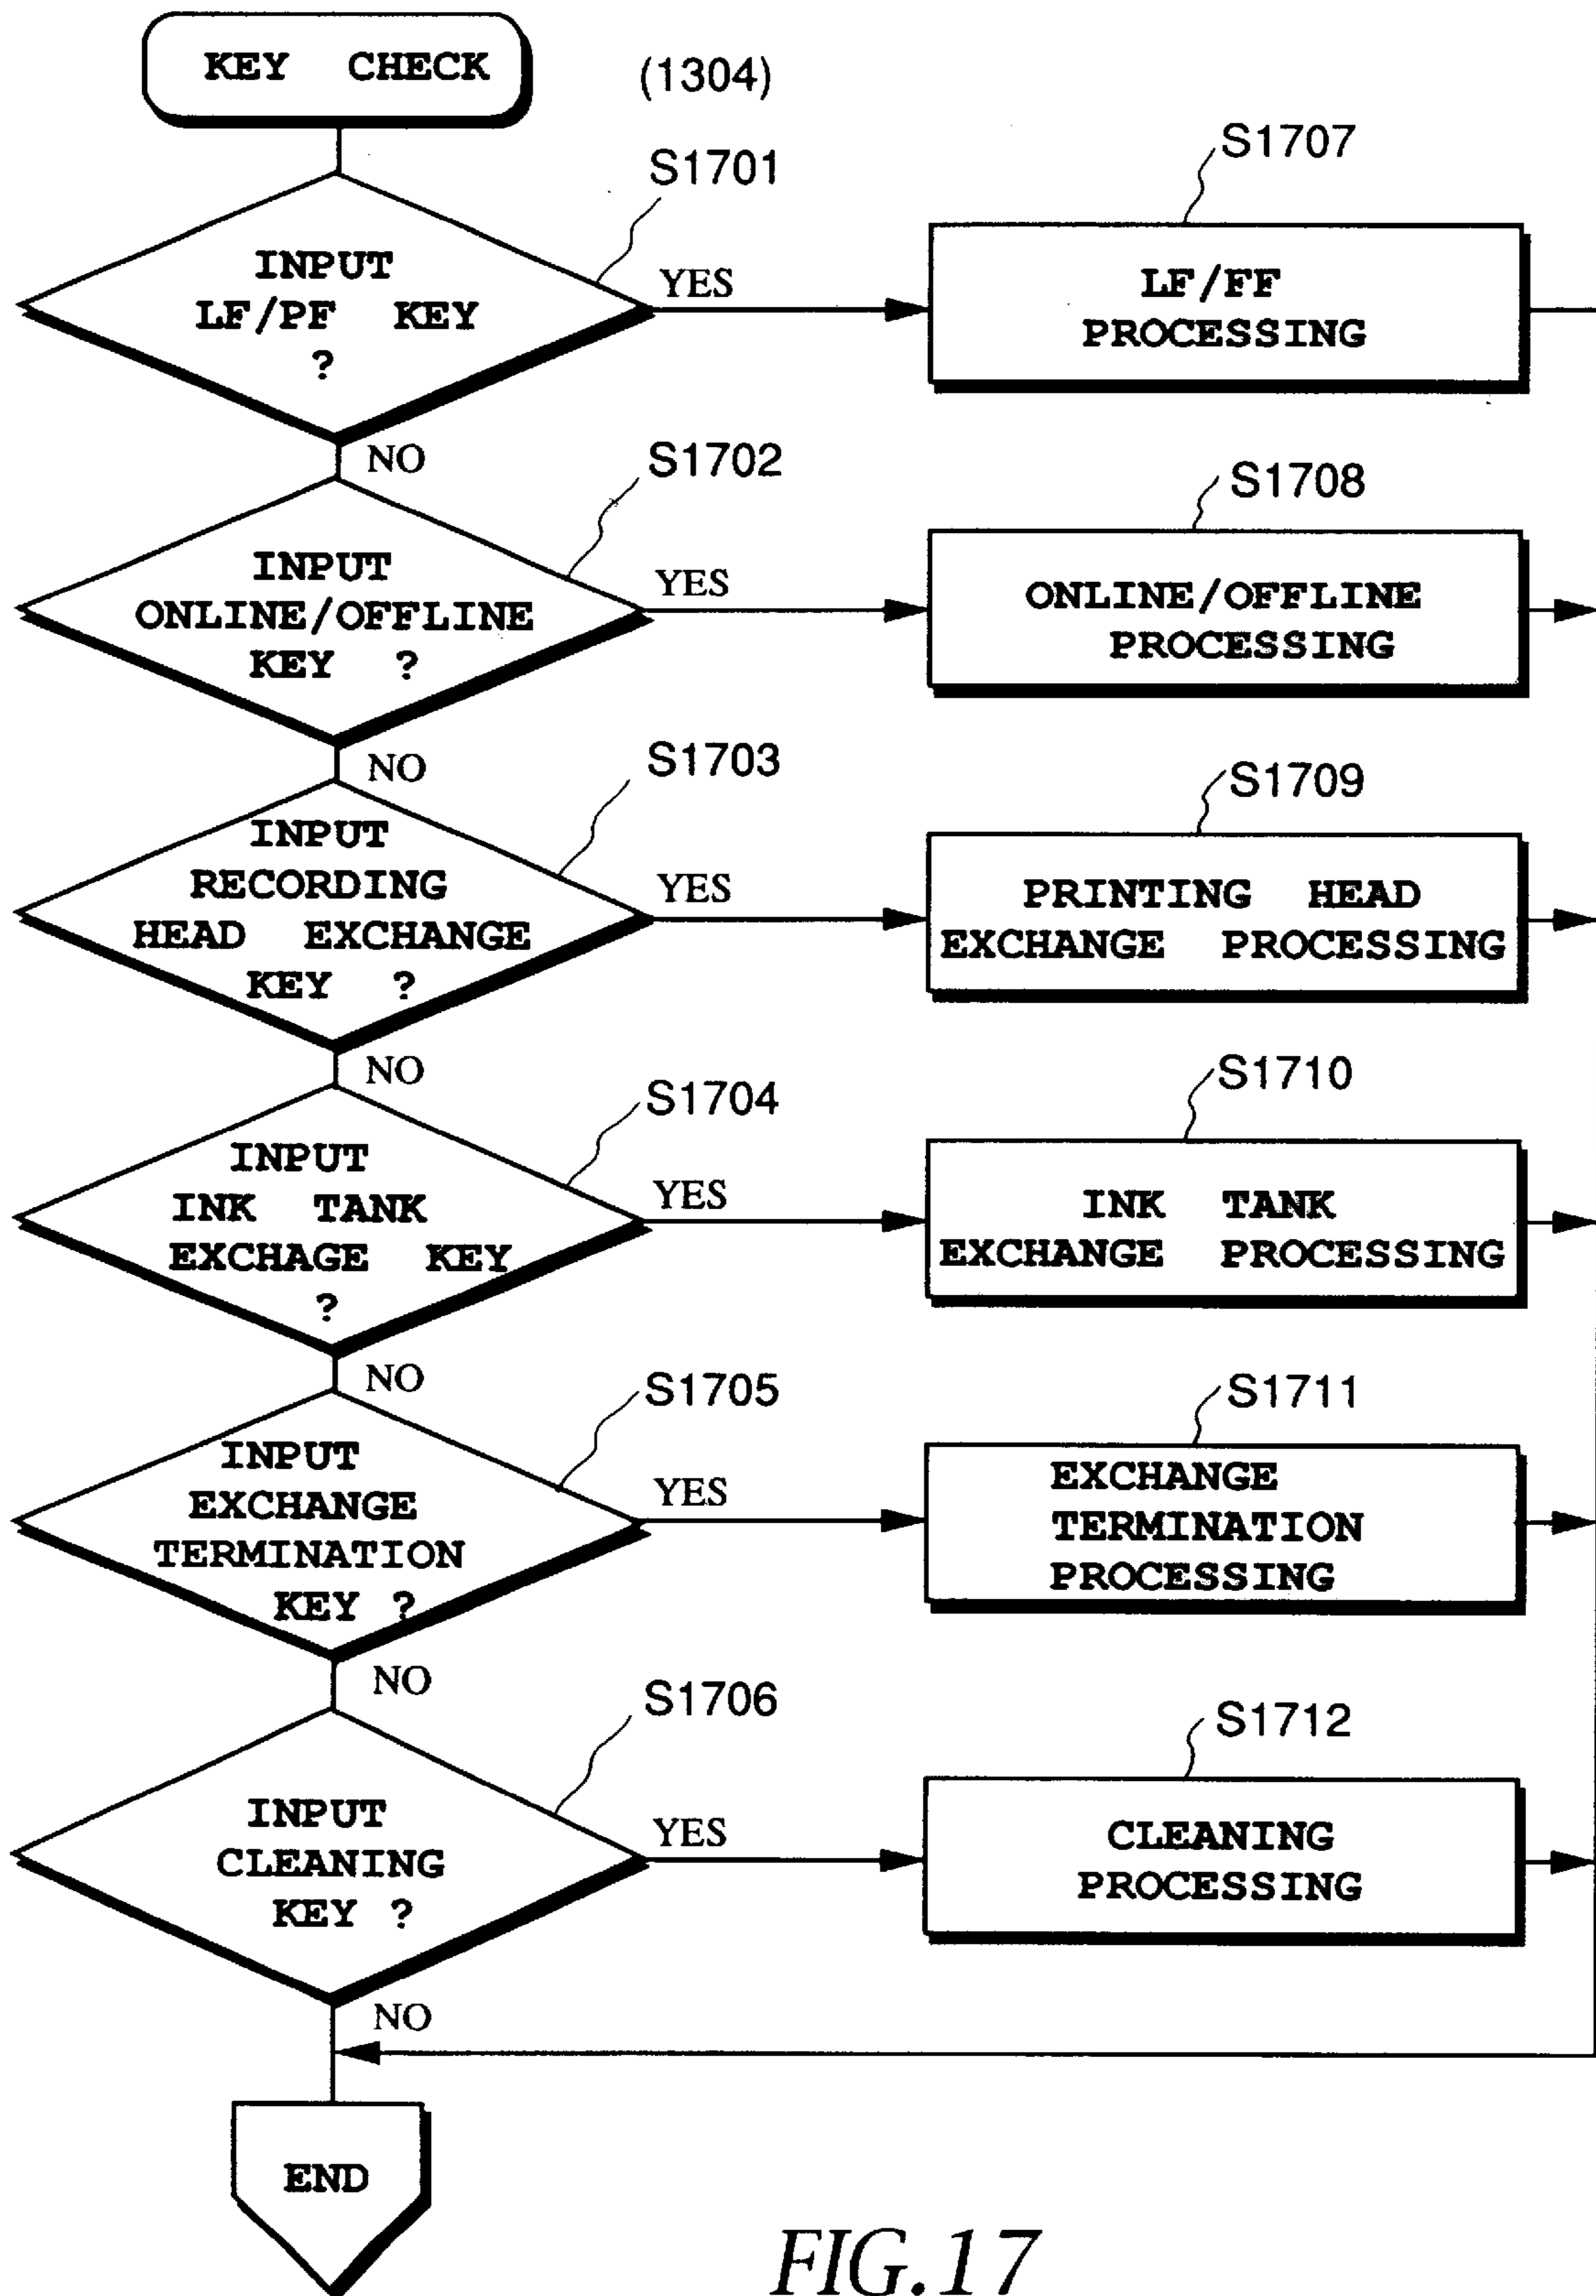 KEY CHECK
(1304)
S1701
S1707
INPUT
LF/PF KEY
?
YES
LF/FF
PROCESSING
NO
S1702
S1708
INPUT
ONLINE/OFFLINE
KEY ?
YES
ONLINE/OFFLINE
PROCESSING
NO
S1703
S1709
INPUT
RECORDING
HEAD EXCHANGE
KEY ?
YES
PRINTING HEAD
EXCHANGE PROCESSING
NO
S1704
S1710
INPUT
INK TANK
EXCHAGE KEY
?
YES
INK TANK
EXCHANGE PROCESSING
NO
S1705
S1711
INPUT
EXCHANGE
TERMINATION
KEY ?
YES
EXCHANGE
TERMINATION
PROCESSING
NO
S1706
S1712
INPUT
CLEANING
KEY ?
YES
CLEANING
PROCESSING
NO
END
FIG.17